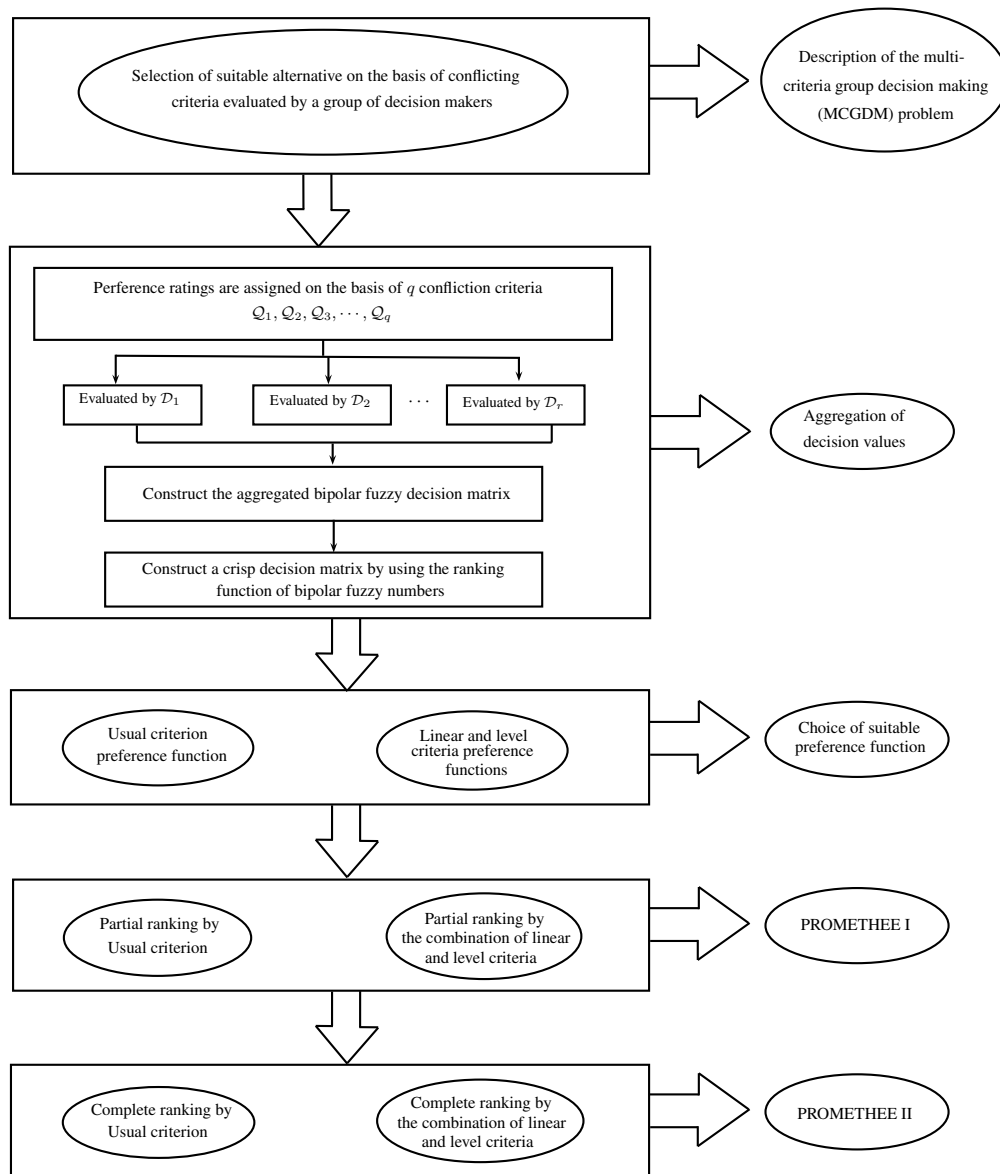 Selection of suitable alternative on the basis of conflicting
criteria evaluated by a group of decision makers
Description of the multi-
criteria group decision making
(MCGDM) problem
Perference ratings are assigned on the basis of q confliction criteria
𝒬₁, 𝒬₂, 𝒬₃, ⋯, 𝒬_q
Evaluated by 𝒟₁
Evaluated by 𝒟₂
⋯
Evaluated by 𝒟ᵣ
Construct the aggregated bipolar fuzzy decision matrix
Construct a crisp decision matrix by using the ranking
function of bipolar fuzzy numbers
Aggregation of
decision values
Usual criterion
preference function
Linear and level
criteria preference
functions
Choice of suitable
preference function
Partial ranking by
Usual criterion
Partial ranking by
the combination of linear
and level criteria
PROMETHEE I
Complete ranking by
Usual criterion
Complete ranking by
the combination of linear
and level criteria
PROMETHEE II